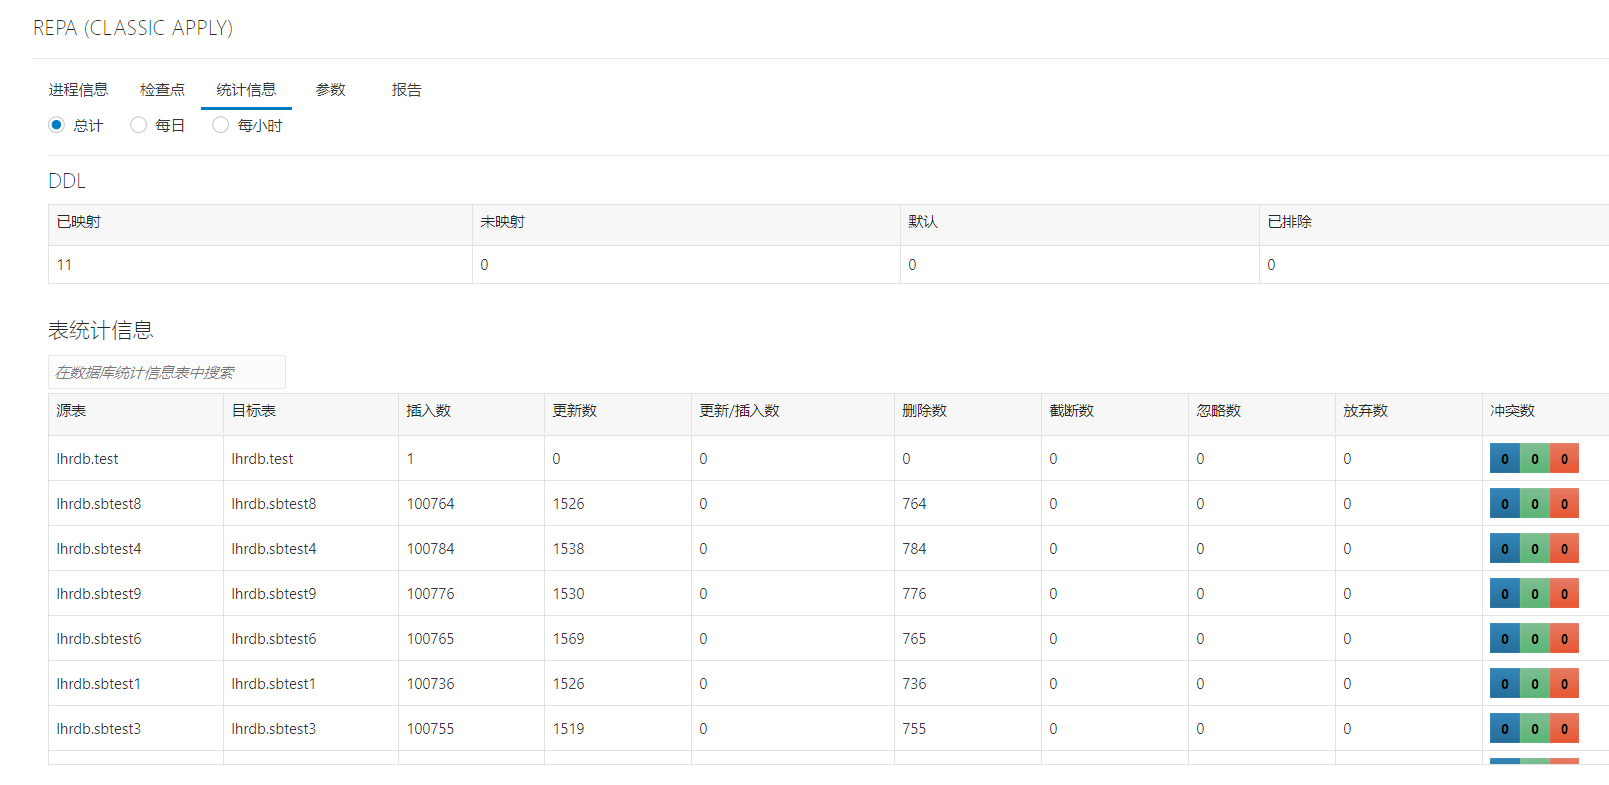 REPA (CLASSIC APPLY)
进程信息 检查点 统计信息 参数 报告
总计 每日 每小时
DDL
已映射 未映射 默认 已排除
11 0 0 0
表统计信息
在数据库统计信息表中搜索
源表 目标表 插入数 更新数 更新/插入数 删除数 截断数 忽略数 放弃数 冲突数
lhrdb.test lhrdb.test 1 0 0 0 0 0 0 0 0 0
lhrdb.sbtest8 lhrdb.sbtest8 100764 1526 0 764 0 0 0 0 0 0
lhrdb.sbtest4 lhrdb.sbtest4 100784 1538 0 784 0 0 0 0 0 0
lhrdb.sbtest9 lhrdb.sbtest9 100776 1530 0 776 0 0 0 0 0 0
lhrdb.sbtest6 lhrdb.sbtest6 100765 1569 0 765 0 0 0 0 0 0
lhrdb.sbtest1 lhrdb.sbtest1 100736 1526 0 736 0 0 0 0 0 0
lhrdb.sbtest3 lhrdb.sbtest3 100755 1519 0 755 0 0 0 0 0 0